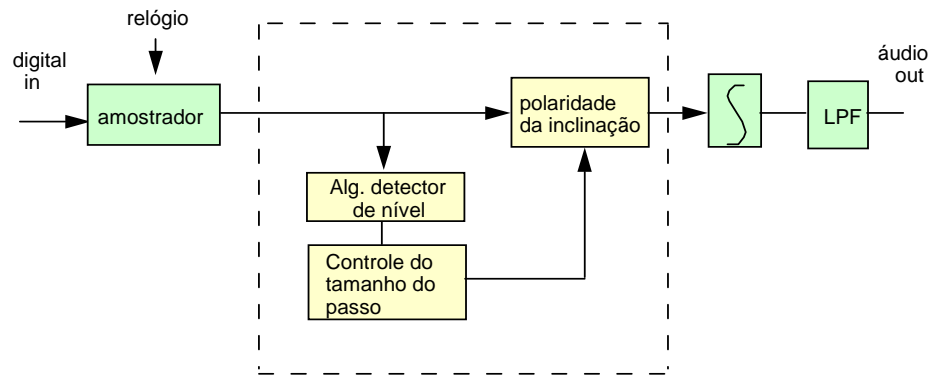 relógio
digital
in
amostrador
polaridade
da inclinação
LPF
áudio
out
Alg. detector
de nível
Controle do
tamanho do
passo